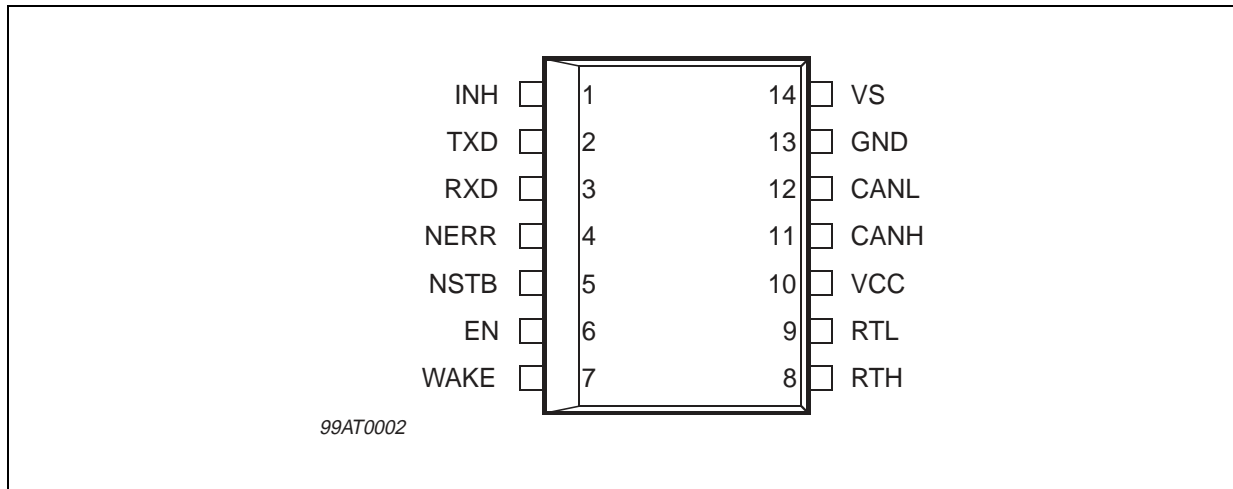 INH 1 14 VS
TXD 2 13 GND
RXD 3 12 CANL
NERR 4 11 CANH
NSTB 5 10 VCC
EN 6 9 RTL
WAKE 7 8 RTH
99AT0002